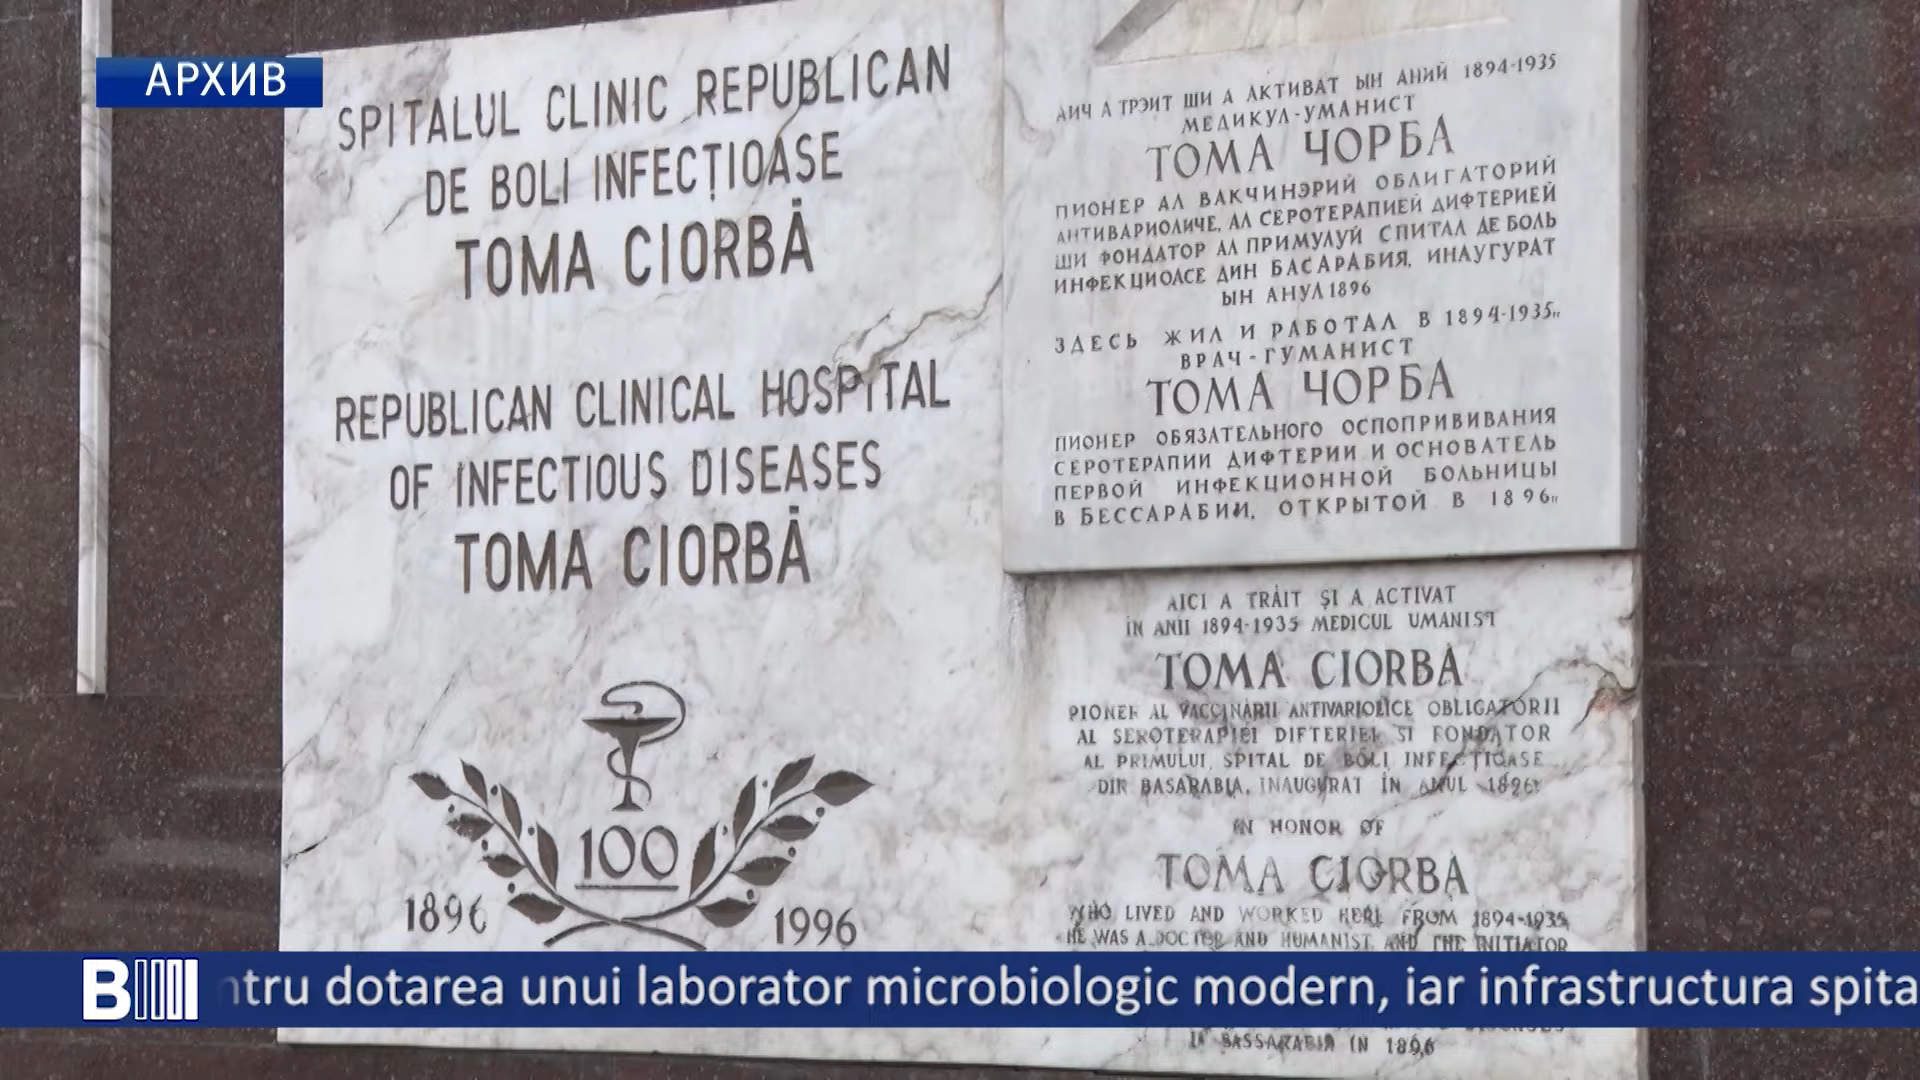 АРХИВ
SPITALUL CLINIC REPUBLICAN
DE BOLI INFECȚIOASE
TOMA CIORBĂ
REPUBLICAN CLINICAL HOSPITAL
OF INFECTIOUS DISEASES
TOMA CIORBĂ
100
1896 1996
АИЧ А ТРЭИТ ШИ А АКТИВАТ ЫН АНИЙ 1894-1935
МЕДИКУЛ-УМАНИСТ
ТОМА ЧОРБА
ПИОНЕР АЛ ВАКЧИНЭРИЙ ОБЛИГАТОРИЙ
АНТИВАРИОЛИЧЕ, АЛ СЕРОТЕРАПИЕЙ ДИФТЕРИЕЙ
ШИ ФОНДАТОР АЛ ПРИМУЛУЙ СПИТАЛ ДЕ БОЛЬ
ИНФЕКЦИОАСЕ ДИН БАСАРАБИЯ, ИНАУГУРАТ
ЫН АНУЛ 1896
ЗДЕСЬ ЖИЛ И РАБОТАЛ В 1894-1935гг
ВРАЧ-ГУМАНИСТ
ТОМА ЧОРБА
ПИОНЕР ОБЯЗАТЕЛЬНОГО ОСПОПРИВИВАНИЯ
СЕРОТЕРАПИИ ДИФТЕРИИ И ОСНОВАТЕЛЬ
ПЕРВОЙ ИНФЕКЦИОННОЙ БОЛЬНИЦЫ
В БЕССАРАБИИ, ОТКРЫТОЙ В 1896г
AICI A TRĂIT ȘI A ACTIVAT
ÎN ANII 1894-1935 MEDICUL UMANIST
TOMA CIORBĂ
PIONER AL VACCINĂRII ANTIVARIOLICE OBLIGATORII
AL SEROTERAPIEI DIFTERIEI ȘI FONDATOR
AL PRIMULUI SPITAL DE BOLI INFECȚIOASE
DIN BASARABIA, INAUGURAT ÎN ANUL 1896
IN HONOR OF
TOMA CIORBA
WHO LIVED AND WORKED HERE FROM 1894-1935
HE WAS A DOCTOR AND HUMANIST AND THE INITIATOR
IN BASSARABIA IN 1896
B
ntru dotarea unui laborator microbiologic modern, iar infrastructura spita